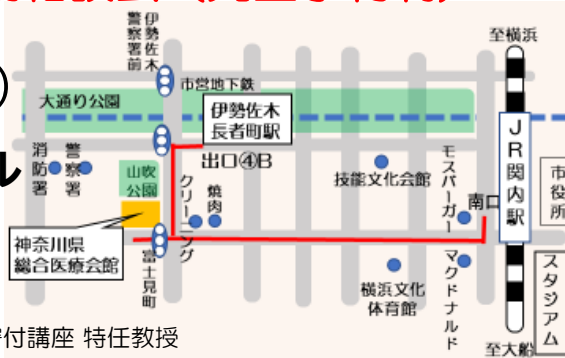 至横浜
伊勢佐木
警察署前
市営地下鉄
大通り公園
伊勢佐木
長者町駅
出口④B
JR関内駅
消防署
警察署
山吹
公園
クリーニング
焼肉
技能文化会館
モスバーガー
南口
市役所
神奈川県
総合医療会館
富士見町
横浜文化
体育館
マクドナルド
スタジアム
至大船
付講座 特任教授